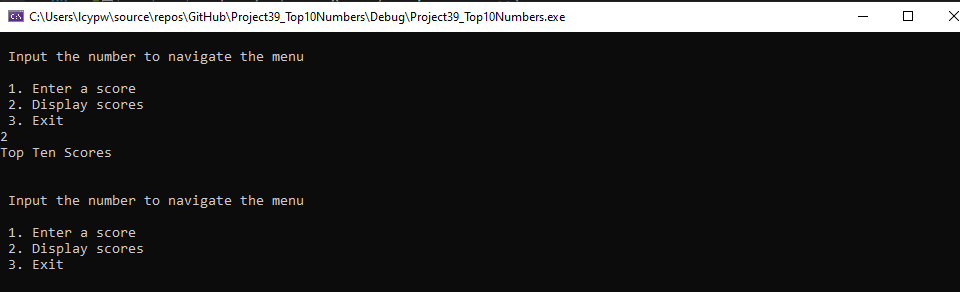 C:\Users\lcypw\source\repos\GitHub\Project39_Top10Numbers\Debug\Project39_Top10Numbers.exe
Input the number to navigate the menu
1. Enter a score
2. Display scores
3. Exit
2
Top Ten Scores
Input the number to navigate the menu
1. Enter a score
2. Display scores
3. Exit